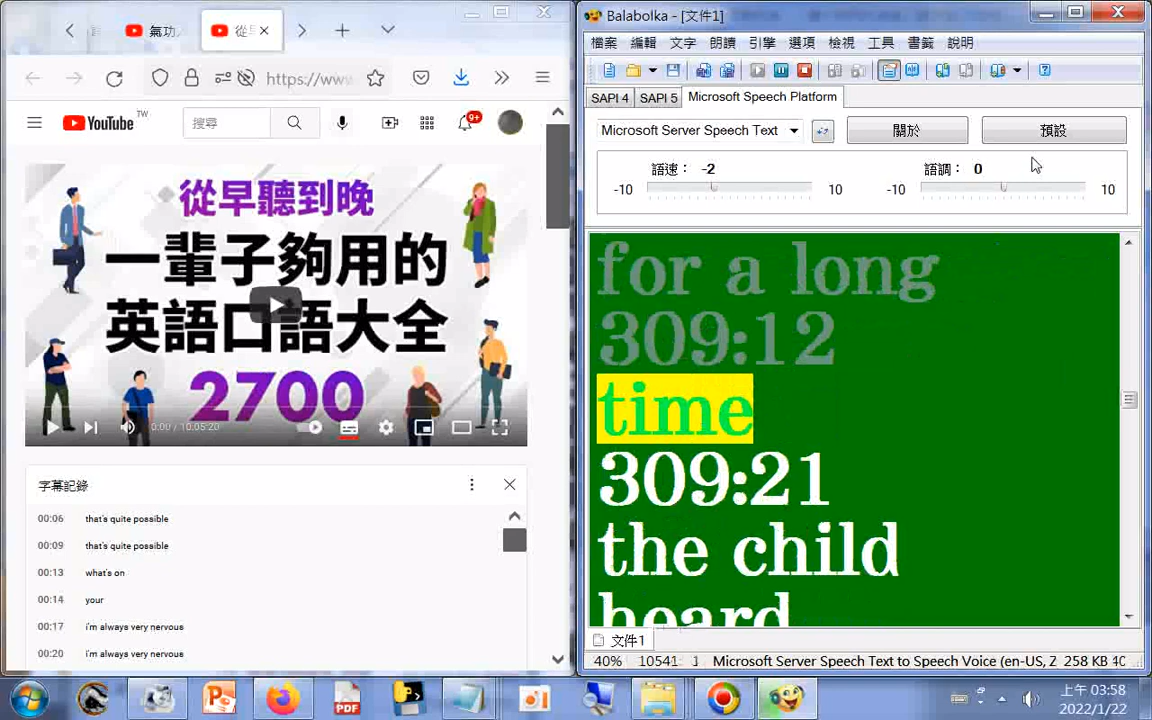 氣功
從
https://www
YouTube TW
搜尋
9+
從早聽到晚
一輩子夠用的
英語口語大全
2700
0:00 / 10:05:20
字幕記錄
00:06 that's quite possible
00:09 that's quite possible
00:13 what's on
00:14 your
00:17 i'm always very nervous
00:20 i'm always very nervous
Balabolka - [文件1]
檔案 編輯 文字 朗讀 引擎 選項 檢視 工具 書籤 說明
SAPI 4 SAPI 5 Microsoft Speech Platform
Microsoft Server Speech Text 關於 預設
語速： -2 語調： 0
-10 10 -10 10
for a long
309:12
time
309:21
the child
heard
文件1
40% 10541: 1 Microsoft Server Speech Text to Speech Voice (en-US, Z 258 KB
PDF
上午 03:58
2022/1/22